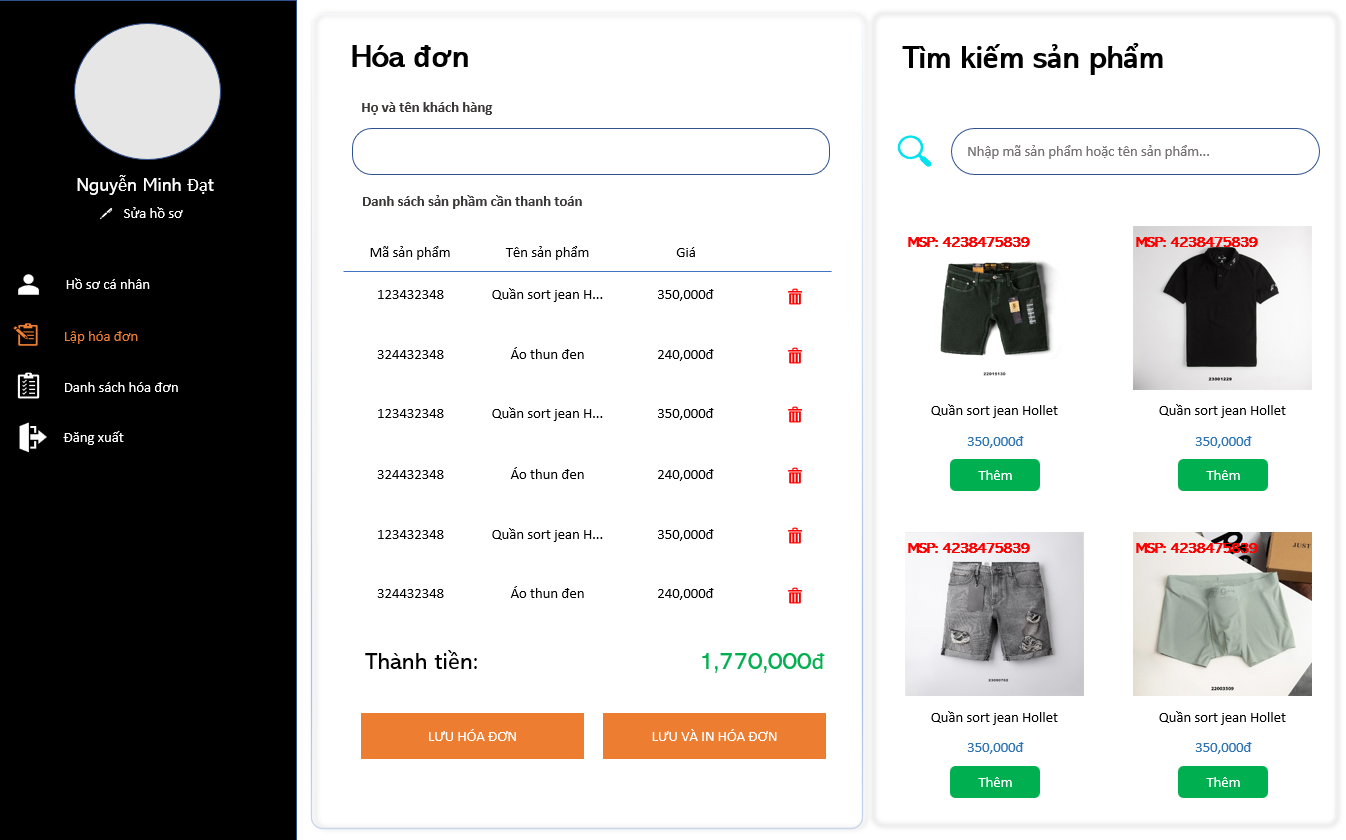 Nguyễn Minh Đạt
Sửa hồ sơ
Hồ sơ cá nhân
Lập hóa đơn
Danh sách hóa đơn
Đăng xuất
Hóa đơn
Họ và tên khách hàng
Danh sách sản phầm cần thanh toán
Mã sản phẩm Tên sản phẩm Giá
123432348 Quần sort jean H... 350,000đ
324432348 Áo thun đen 240,000đ
123432348 Quần sort jean H... 350,000đ
324432348 Áo thun đen 240,000đ
123432348 Quần sort jean H... 350,000đ
324432348 Áo thun đen 240,000đ
Thành tiền: 1,770,000đ
LƯU HÓA ĐƠN LƯU VÀ IN HÓA ĐƠN
Tìm kiếm sản phẩm
Nhập mã sản phẩm hoặc tên sản phẩm...
MSP: 4238475839 MSP: 4238475839
23001229
Quần sort jean Hollet Quần sort jean Hollet
350,000đ 350,000đ
Thêm Thêm
MSP: 4238475839 MSP: 4238475839
JUST
Quần sort jean Hollet Quần sort jean Hollet
350,000đ 350,000đ
Thêm Thêm